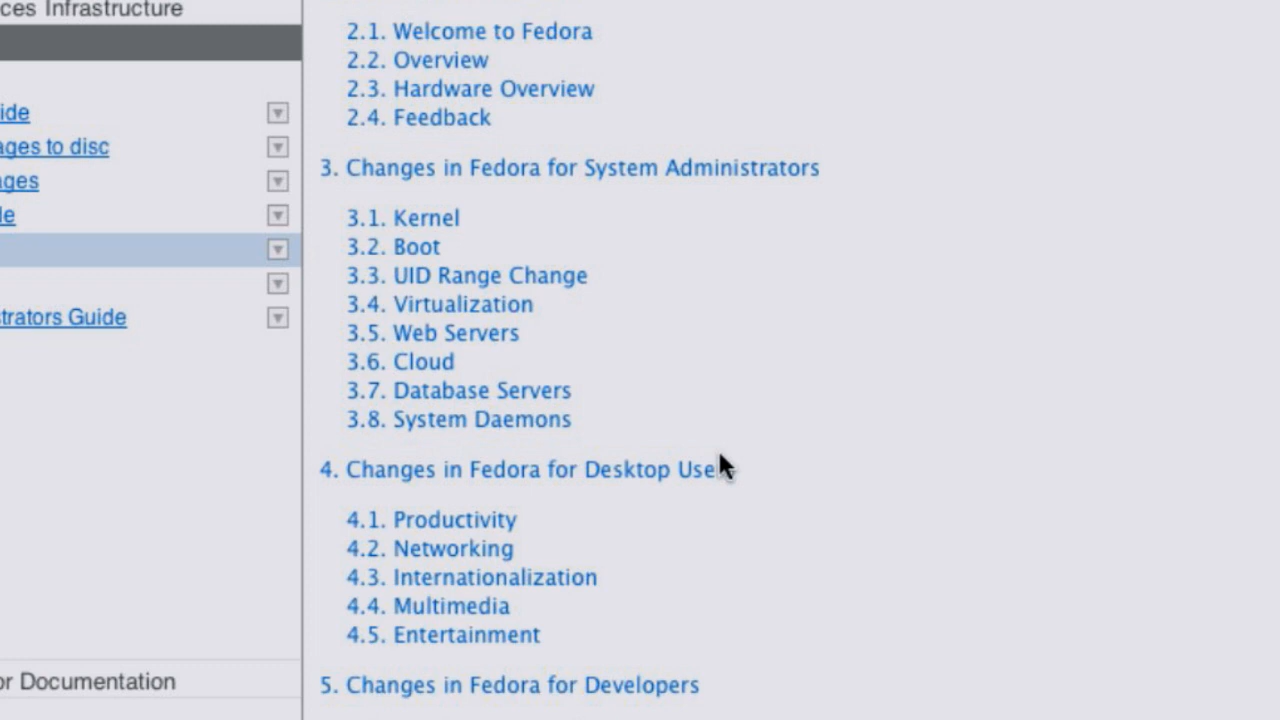 ces Infrastructure
ide
ages to disc
ages
le
trators Guide
or Documentation
2.1. Welcome to Fedora
2.2. Overview
2.3. Hardware Overview
2.4. Feedback
3. Changes in Fedora for System Administrators
3.1. Kernel
3.2. Boot
3.3. UID Range Change
3.4. Virtualization
3.5. Web Servers
3.6. Cloud
3.7. Database Servers
3.8. System Daemons
4. Changes in Fedora for Desktop Use
4.1. Productivity
4.2. Networking
4.3. Internationalization
4.4. Multimedia
4.5. Entertainment
5. Changes in Fedora for Developers